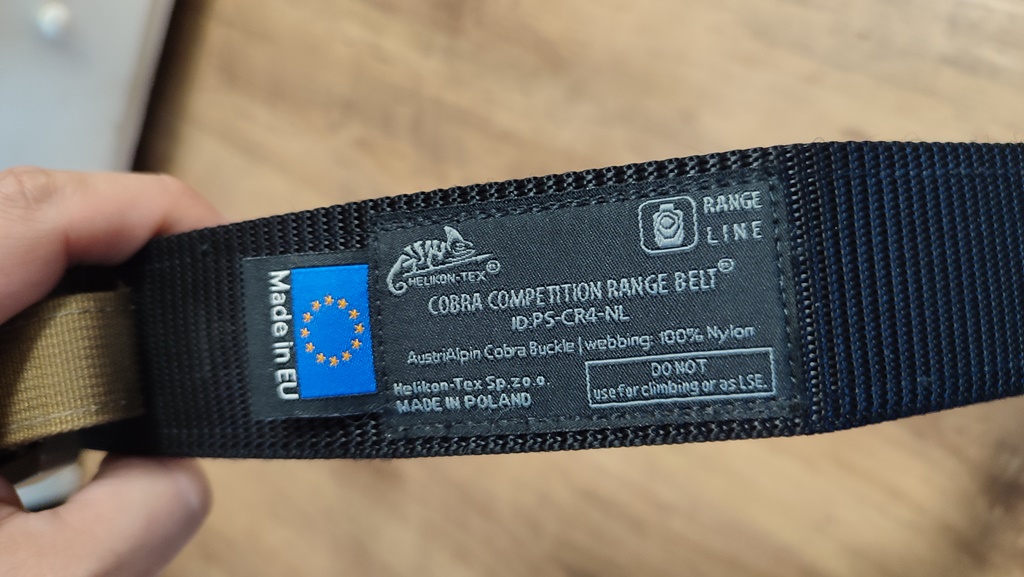 Made in EU
HELIKON-TEX®
RANGE
LINE
COBRA COMPETITION RANGE BELT®
ID:PS-CR4-NL
AustriAlpin Cobra Buckle | webbing: 100% Nylon
Helikon-Tex Sp.zo.o.
MADE IN POLAND
DO NOT
use for climbing or as LSE.